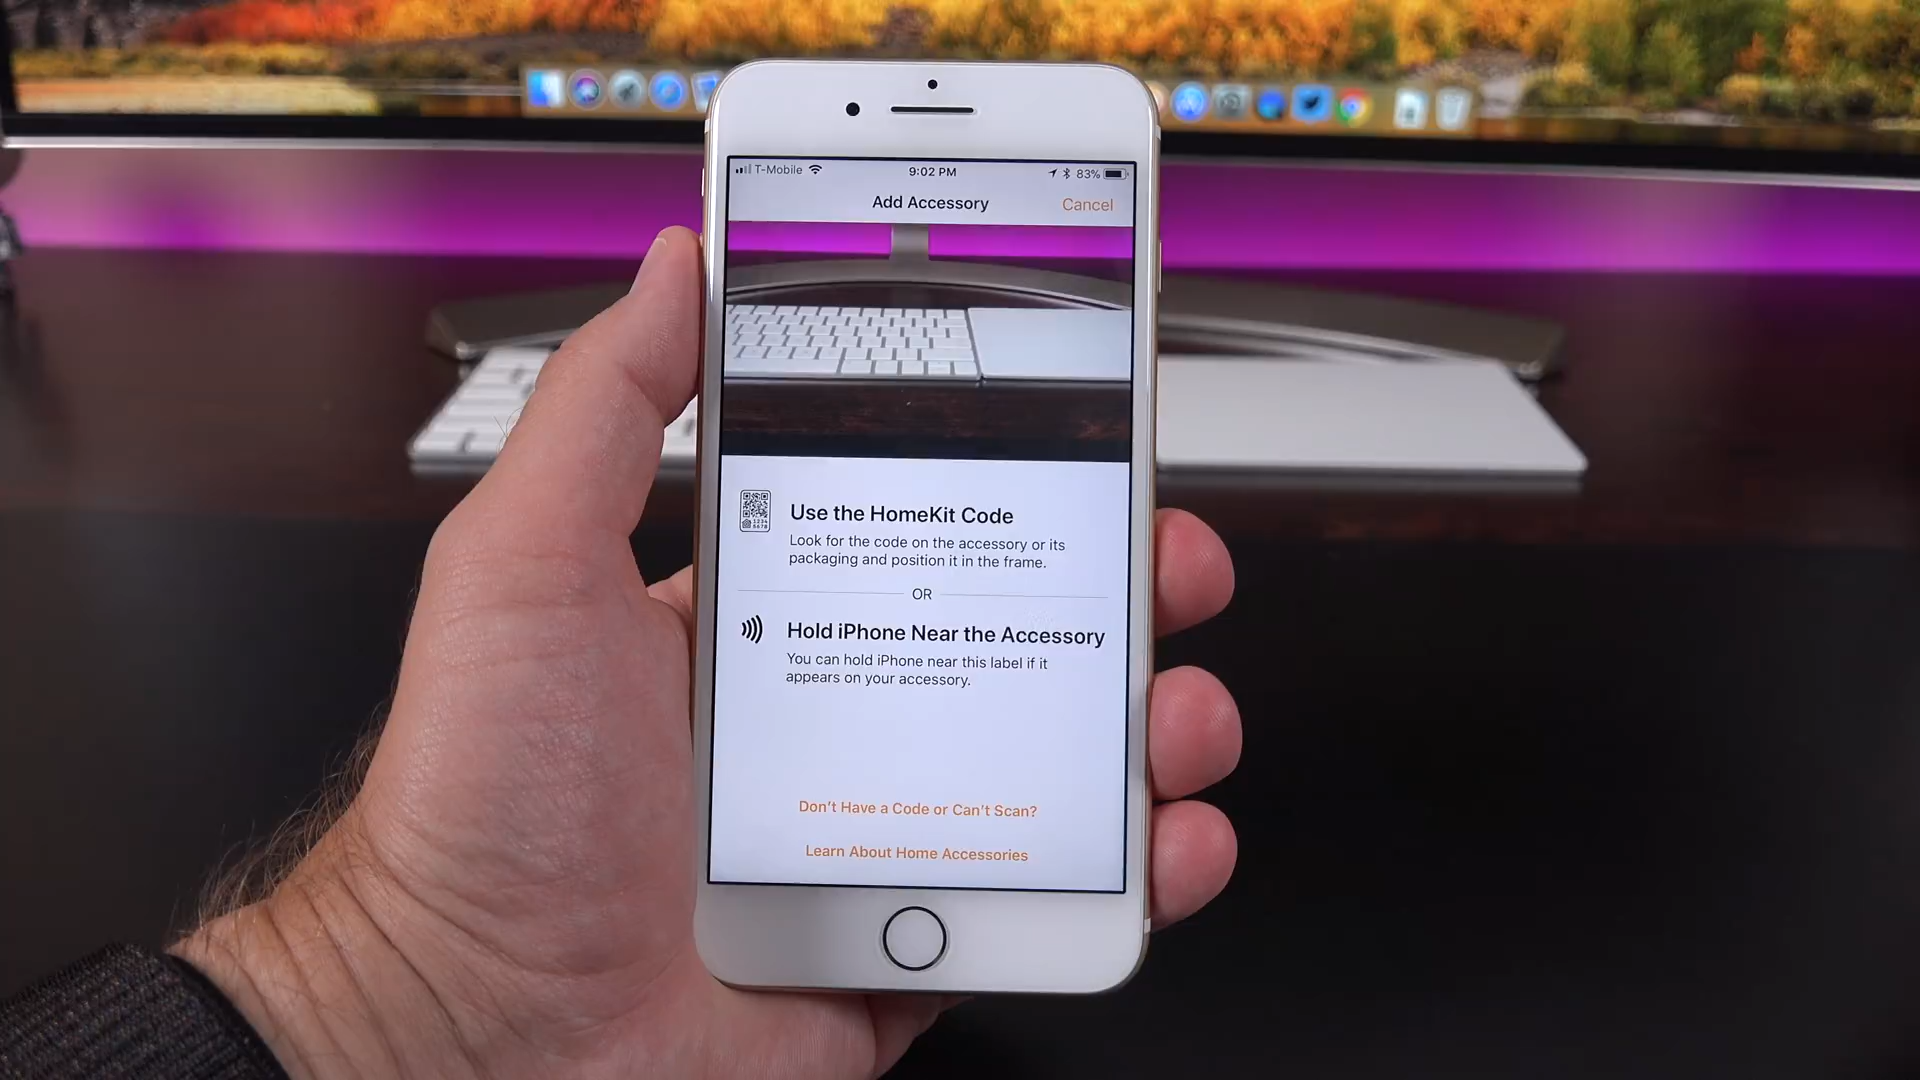 T-Mobile 9:02 PM 83%
Add Accessory Cancel
Use the HomeKit Code
Look for the code on the accessory or its
packaging and position it in the frame.
OR
Hold iPhone Near the Accessory
You can hold iPhone near this label if it
appears on your accessory.
Don't Have a Code or Can't Scan?
Learn About Home Accessories